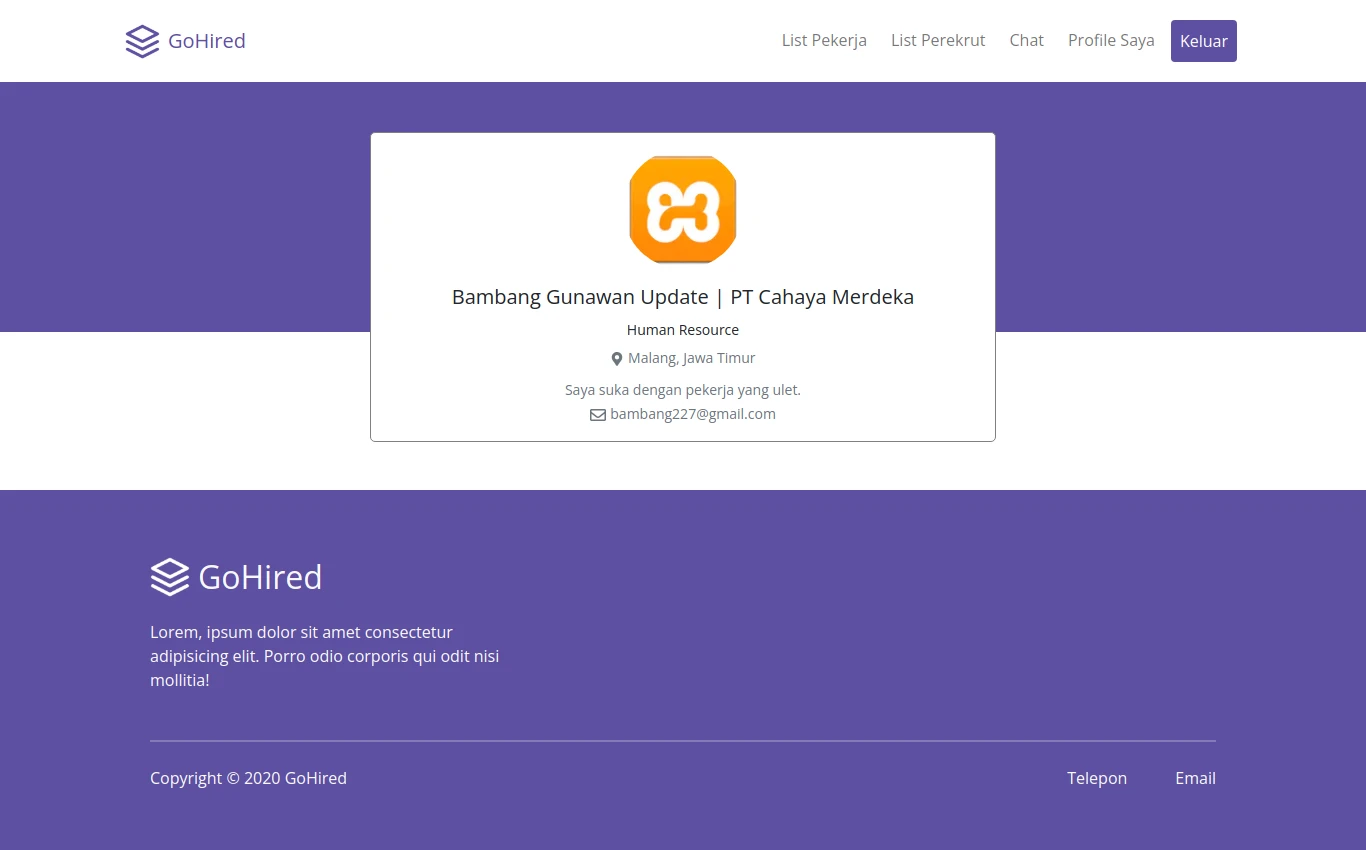 GoHired
List Pekerja
List Perekrut
Chat
Profile Saya
Keluar
Bambang Gunawan Update | PT Cahaya Merdeka
Human Resource
Malang, Jawa Timur
Saya suka dengan pekerja yang ulet.
bambang227@gmail.com
GoHired
Lorem, ipsum dolor sit amet consectetur
adipisicing elit. Porro odio corporis qui odit nisi
mollitia!
Copyright © 2020 GoHired
Telepon
Email